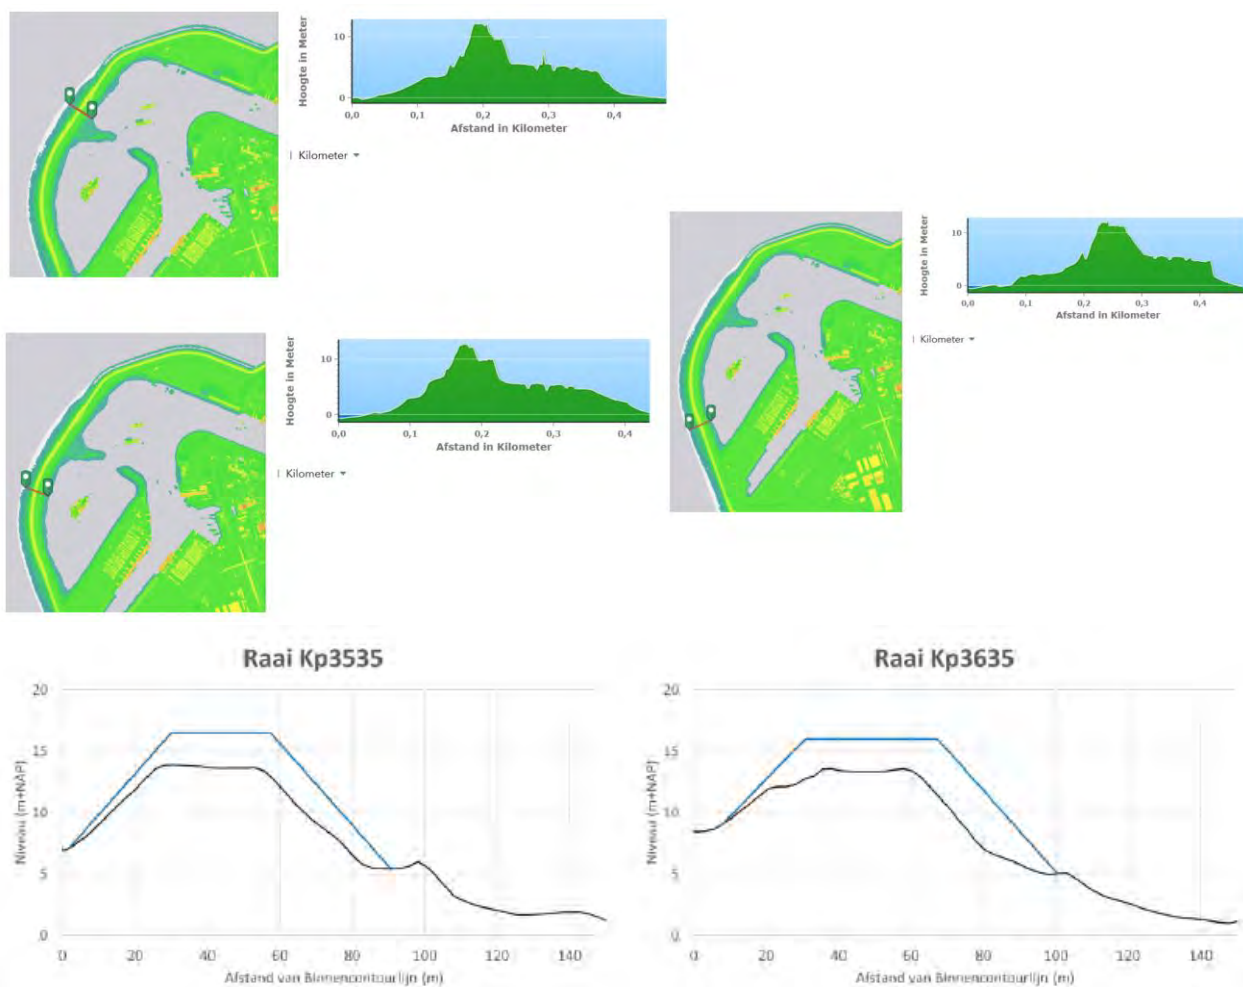 Hoogte in Meter
10
0
0,0 0,1 0,2 0,3 0,4
Afstand in Kilometer
| Kilometer
Hoogte in Meter
10
0
0,0 0,1 0,2 0,3 0,4
Afstand in Kilometer
| Kilometer
Hoogte in Meter
10
0
0,0 0,1 0,2 0,3 0,4
Afstand in Kilometer
| Kilometer
Raai Kp3535
Niveau (m+NAP)
20
15
10
5
0
0 20 40 60 80 100 120 140
Afstand van Binnencontourlijn (m)
Raai Kp3635
Niveau (m+NAP)
20
15
10
5
0
0 20 40 60 80 100 120 140
Afstand van Binnencontourlijn (m)